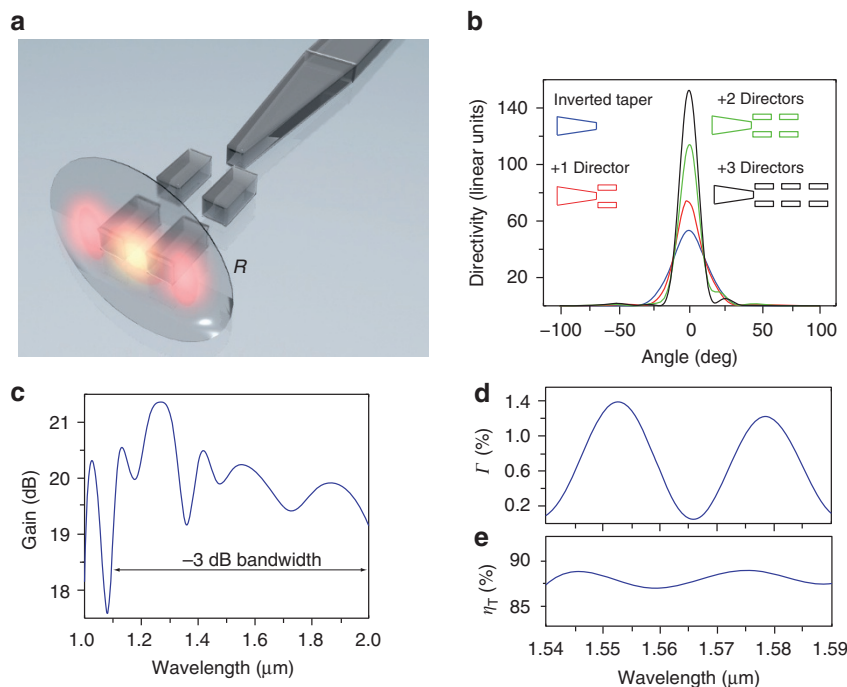 a
R
b
Directivity (linear units)
140
100
60
20
Inverted taper
+2 Directors
+1 Director
+3 Directors
−100
−50
0
50
100
Angle (deg)
c
Gain (dB)
21
20
19
18
−3 dB bandwidth
1.0
1.2
1.4
1.6
1.8
2.0
Wavelength (μm)
d
Γ (%)
1.4
1.0
0.6
0.2
e
ηT (%)
90
85
1.54
1.55
1.56
1.57
1.58
1.59
Wavelength (μm)